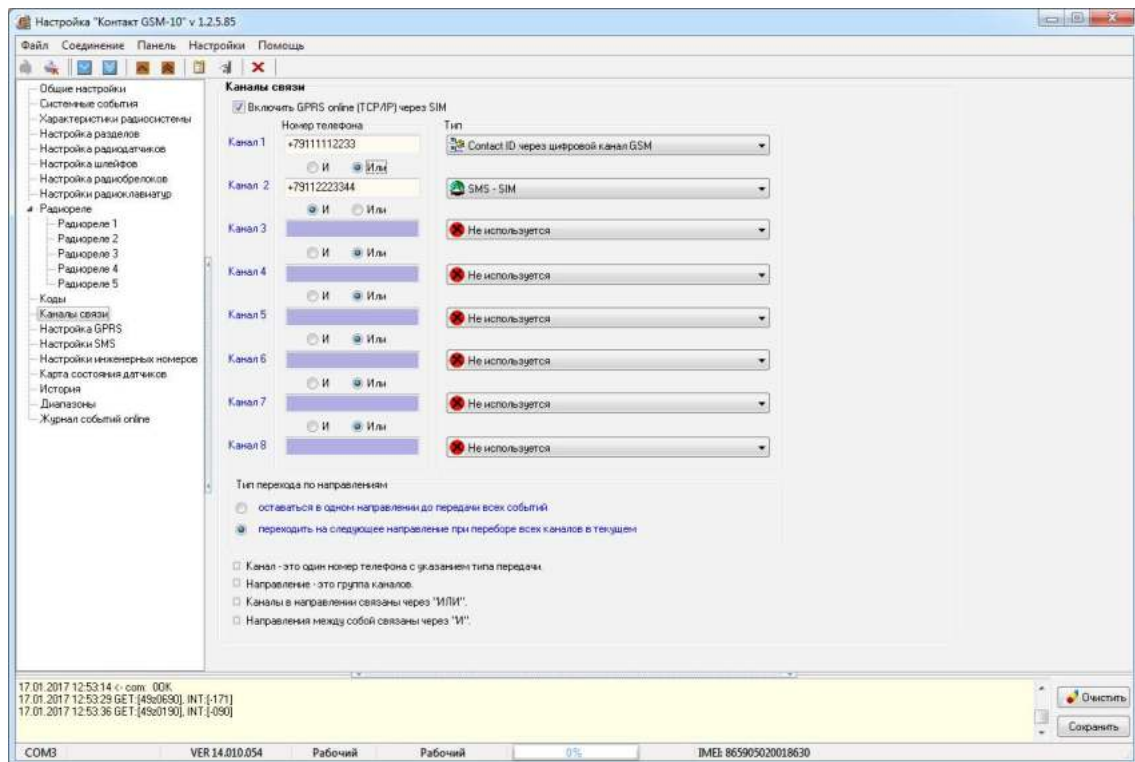 Настройка "Контакт GSM-10" v 1.2.5.85
Файл Соединение Панель Настройки Помощь
Общие настройки
Системные события
Характеристики радиосистемы
Настройка разделов
Настройка радиодатчиков
Настройка шлейфов
Настройка радиобрелоков
Настройки радиоклавиатур
Радиореле
Радиореле 1
Радиореле 2
Радиореле 3
Радиореле 4
Радиореле 5
Коды
Каналы связи
Настройка GPRS
Настройки SMS
Настройки инженерных номеров
Карта состояния датчиков
История
Диапазоны
Журнал событий online
Каналы связи
Включить GPRS online (TCP/IP) через SIM
Номер телефона Тип
Канал 1 +79111112233 Contact ID через цифровой канал GSM
И Или
Канал 2 +79112223344 SMS - SIM
И Или
Канал 3 Не используется
И Или
Канал 4 Не используется
И Или
Канал 5 Не используется
И Или
Канал 6 Не используется
И Или
Канал 7 Не используется
И Или
Канал 8 Не используется
Тип перехода по направлениям
оставаться в одном направлении до передачи всех событий
переходить на следующее направление при переборе всех каналов в текущем
Канал - это один номер телефона с указанием типа передачи.
Направление - это группа каналов.
Каналы в направлении связаны через "ИЛИ".
Направления между собой связаны через "И".
17.01.2017 12:53:14 <- com: 00K
17.01.2017 12:53:29 GET:[49z0690], INT:[-171]
17.01.2017 12:53:36 GET:[49z0190], INT:[-090]
Очистить
Сохранить
COM3 VER 14.010.054 Рабочий Рабочий 0% IMEI: 865905020018630